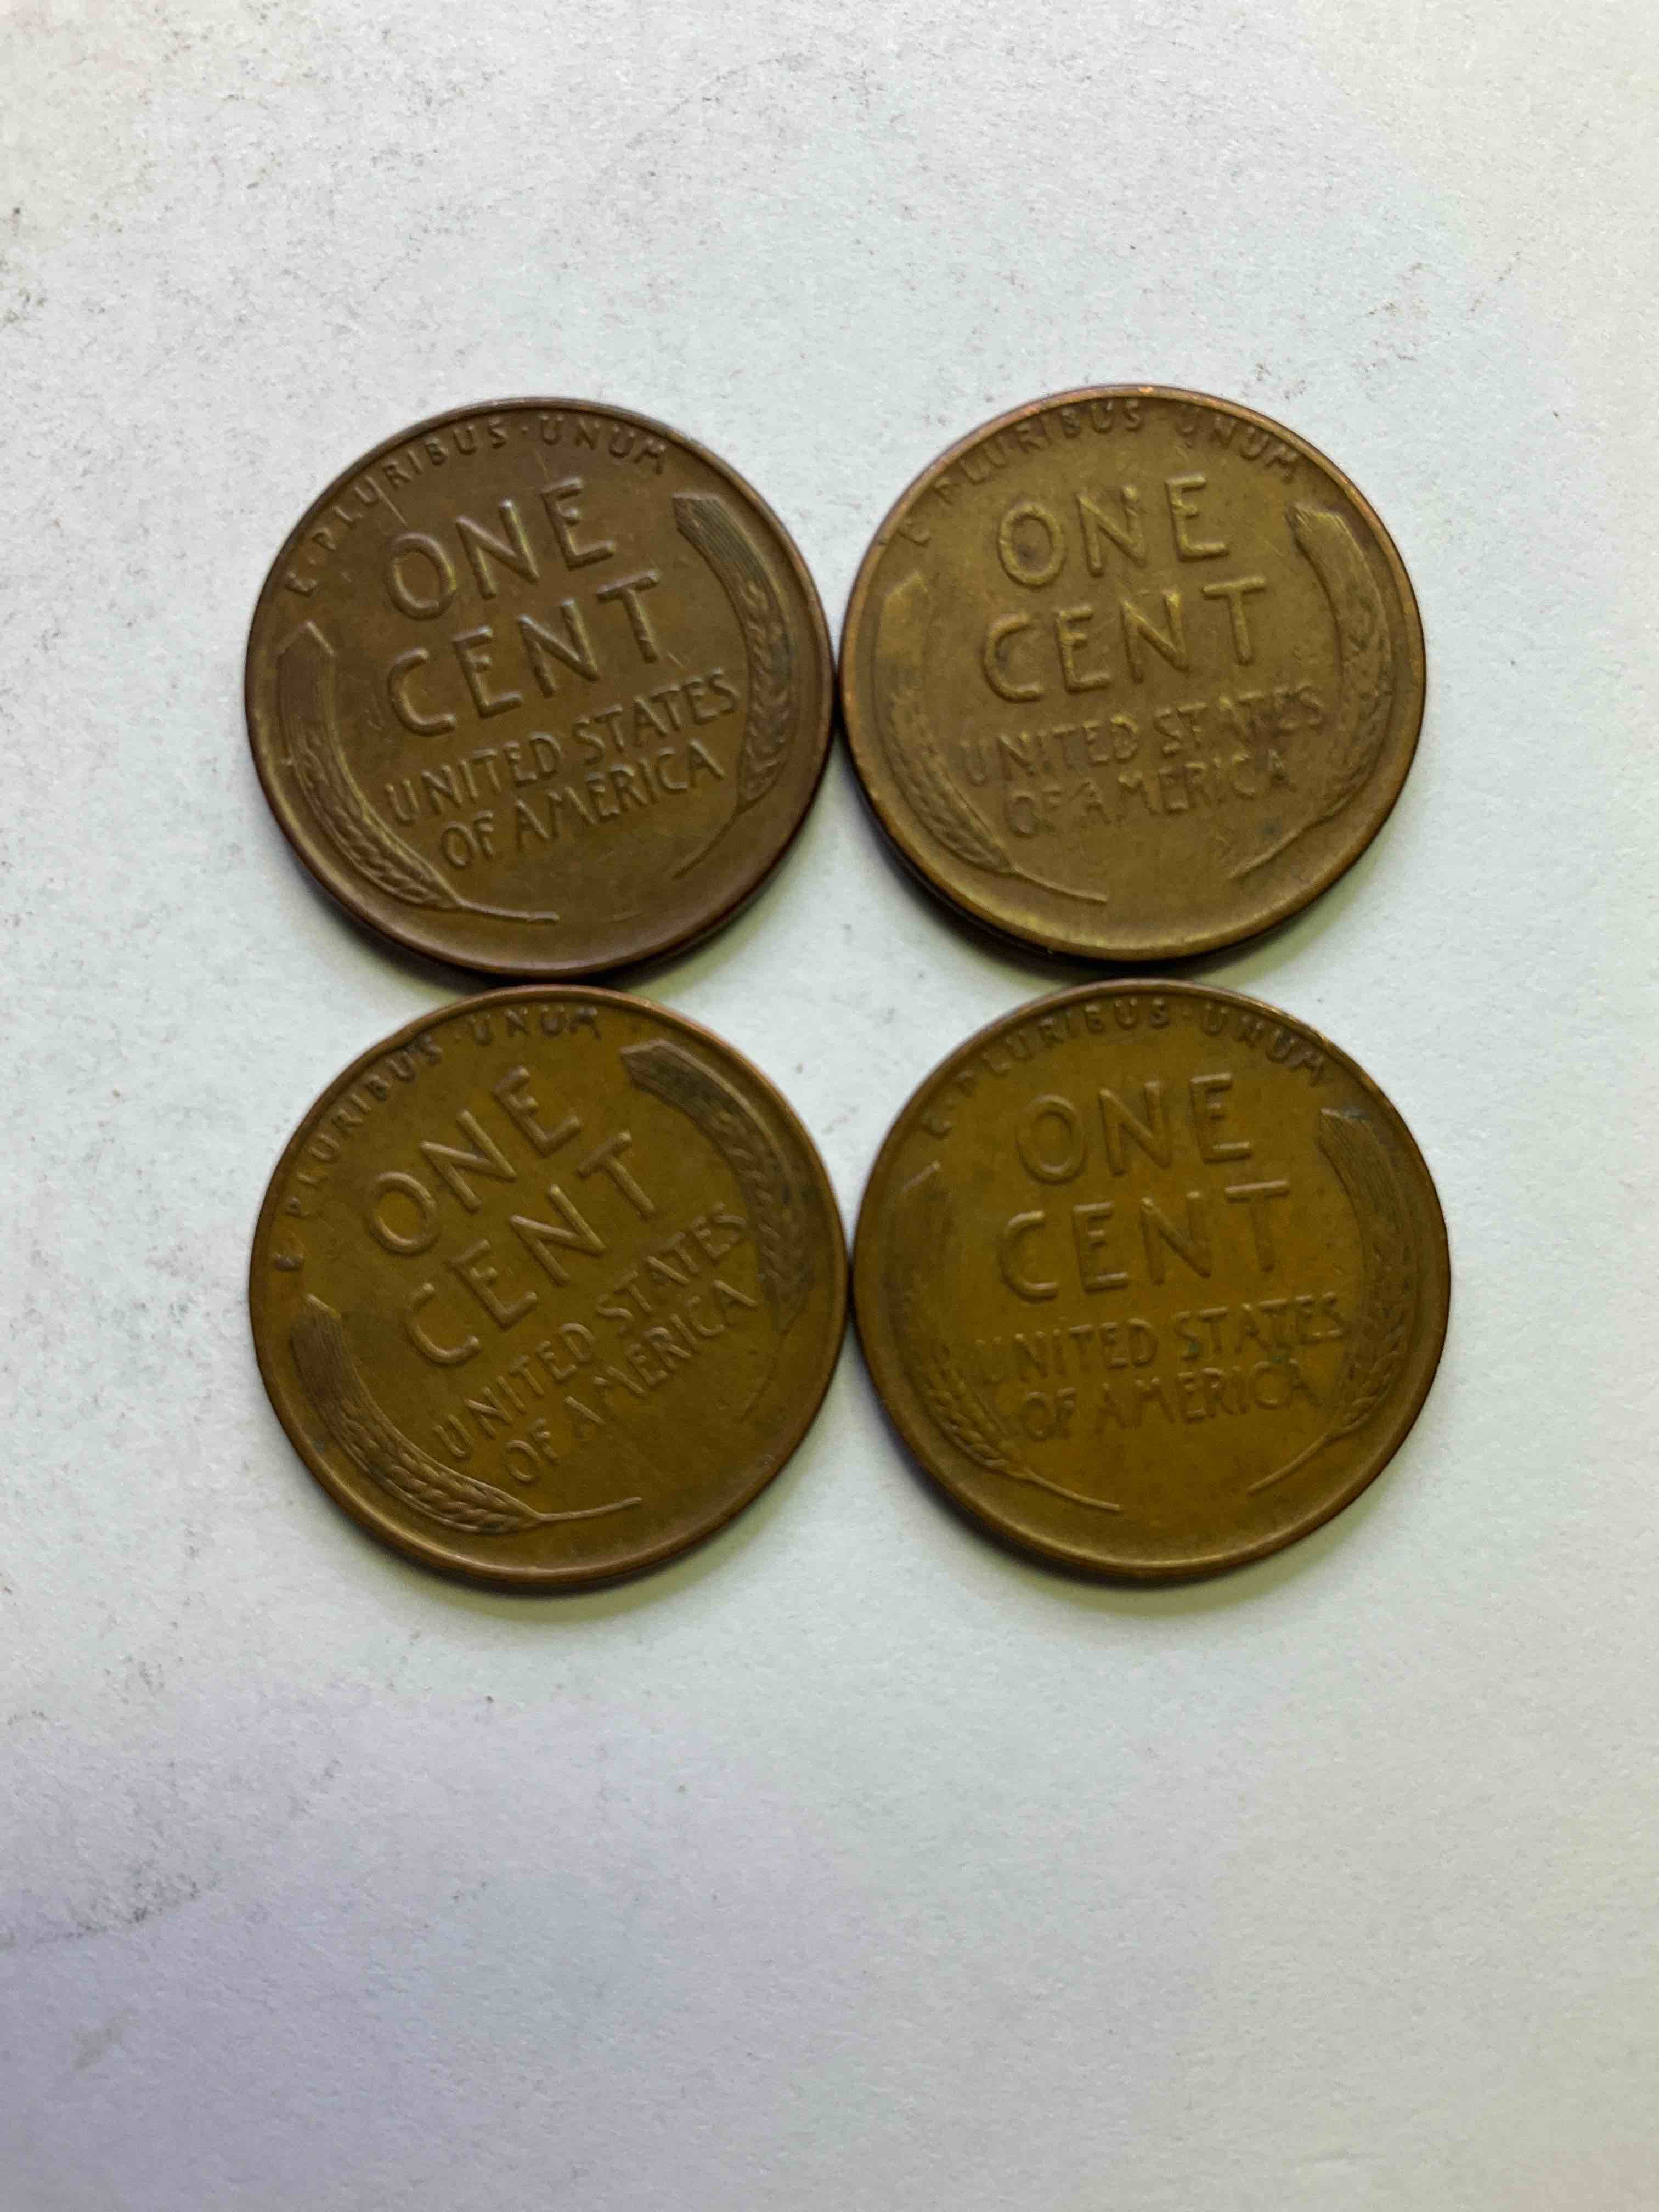 E·PLURIBUS·UNUM
ONE
CENT
UNITED STATES
OF AMERICA
E PLURIBUS UNUM
ONE
CENT
UNITED STATES
OF AMERICA
E PLURIBUS·UNUM
ONE
CENT
UNITED STATES
OF AMERICA
E·PLURIBUS·UNUM
ONE
CENT
UNITED STATES
OF AMERICA